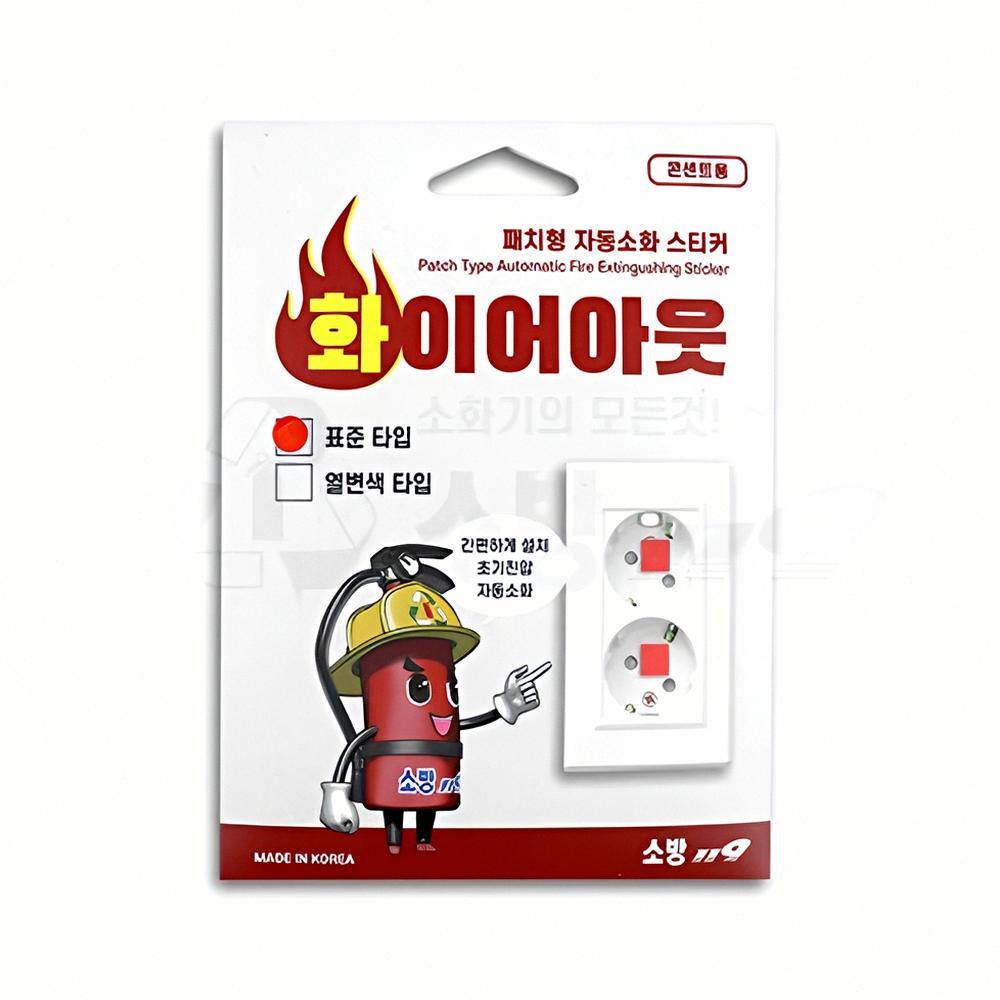 패치형 자동소화 스티커
Patch Type Automatic Fire Extinguishing Sticker
화이어아웃
소화기의 모든것!
표준 타입
열변색 타입
간편하게 설치
초기진압
자동소화
소방
MADE IN KOREA
소방 119